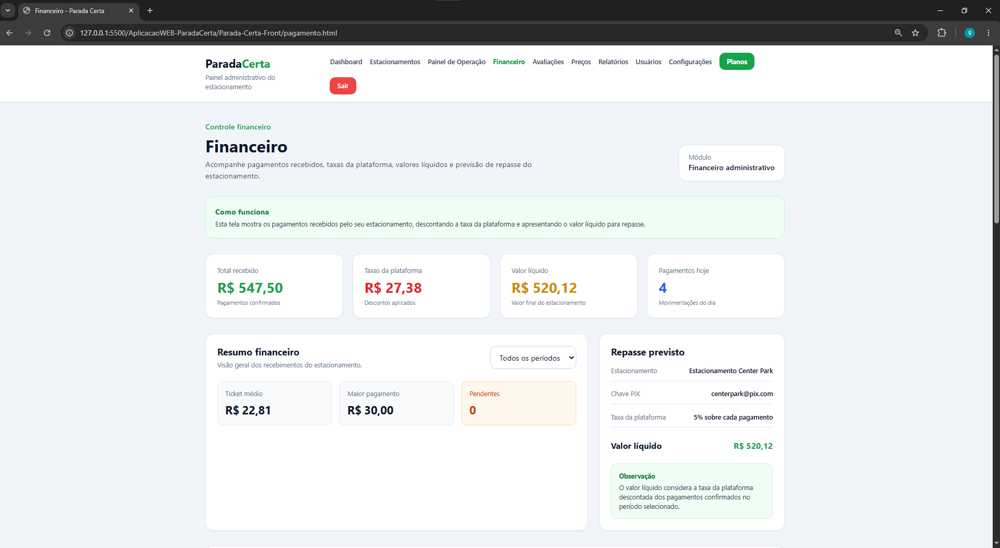 Financeiro - Parada Certa
127.0.0.1:5500/AplicacaoWEB-ParadaCerta/Parada-Certa-Front/pagamento.html
g
ParadaCerta
Painel administrativo do
estacionamento
Dashboard Estacionamentos Painel de Operação Financeiro Avaliações Preços Relatórios Usuários Configurações Planos
Sair
Controle financeiro
Financeiro
Acompanhe pagamentos recebidos, taxas da plataforma, valores líquidos e previsão de repasse do
estacionamento.
Módulo
Financeiro administrativo
Como funciona
Esta tela mostra os pagamentos recebidos pelo seu estacionamento, descontando a taxa da plataforma e apresentando o valor líquido para repasse.
Total recebido
R$ 547,50
Pagamentos confirmados
Taxas da plataforma
R$ 27,38
Descontos aplicados
Valor líquido
R$ 520,12
Valor final do estacionamento
Pagamentos hoje
4
Movimentações do dia
Resumo financeiro
Visão geral dos recebimentos do estacionamento.
Todos os períodos
Ticket médio
R$ 22,81
Maior pagamento
R$ 30,00
Pendentes
0
Repasse previsto
Estacionamento Estacionamento Center Park
Chave PIX centerpark@pix.com
Taxa da plataforma 5% sobre cada pagamento
Valor líquido R$ 520,12
Observação
O valor líquido considera a taxa da plataforma
descontada dos pagamentos confirmados no
período selecionado.